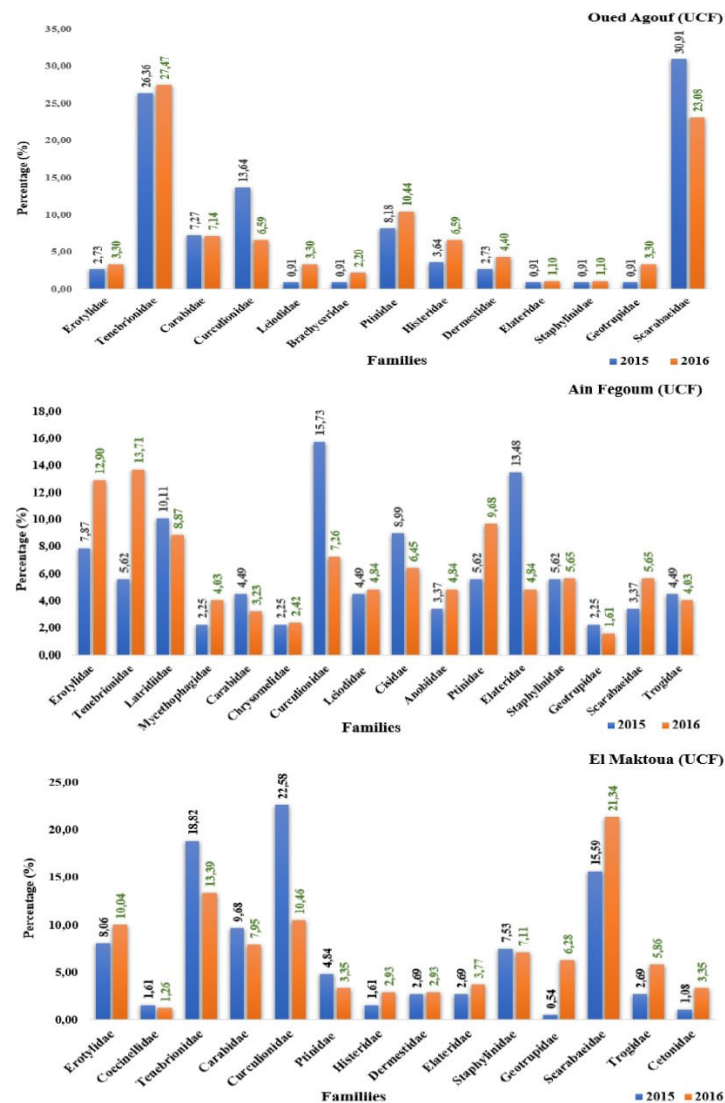 Oued Agouf (UCF)
Percentage (%)
35,00
30,00
25,00
20,00
15,00
10,00
5,00
0,00
2,73 3,30 26,36 27,47 7,27 7,14 13,64 6,59 0,91 3,30 0,91 2,20 8,18 10,44 3,64 6,59 2,73 4,40 0,91 1,10 0,91 1,10 0,91 3,30 30,91 23,08
Erotylidae Tenebrionidae Carabidae Curculionidae Leiodidae Brachyceridae Ptinidae Histeridae Dermestidae Elateridae Staphylinidae Geotrupidae Scarabaeidae
Families
2015 2016
Ain Fegoum (UCF)
Percentage (%)
18,00
16,00
14,00
12,00
10,00
8,00
6,00
4,00
2,00
0,00
7,87 12,90 5,62 13,71 10,11 8,87 2,25 4,03 4,49 3,23 2,25 2,42 15,73 7,26 4,49 4,84 8,99 6,45 3,37 4,84 5,62 9,68 13,48 4,84 5,62 5,65 2,25 1,61 3,37 5,65 4,49 4,03
Erotylidae Tenebrionidae Latridiidae Mycethophagidae Carabidae Chrysomelidae Curculionidae Leiodidae Cisidae Anobiidae Ptinidae Elateridae Staphylinidae Geotrupidae Scarabaeidae Trogidae
Families
2015 2016
El Maktoua (UCF)
Percentage (%)
25,00
20,00
15,00
10,00
5,00
0,00
8,06 10,04 1,61 1,26 18,82 13,39 9,68 7,95 22,58 10,46 4,84 3,35 1,61 2,93 2,69 2,93 2,69 3,77 7,53 7,11 0,54 6,28 15,59 21,34 2,69 5,86 1,08 3,35
Erotylidae Coccinellidae Tenebrionidae Carabidae Curculionidae Ptinidae Histeridae Dermestidae Elateridae Staphylinidae Geotrupidae Scarabaeidae Trogidae Cetonidae
Familiies
2015 2016